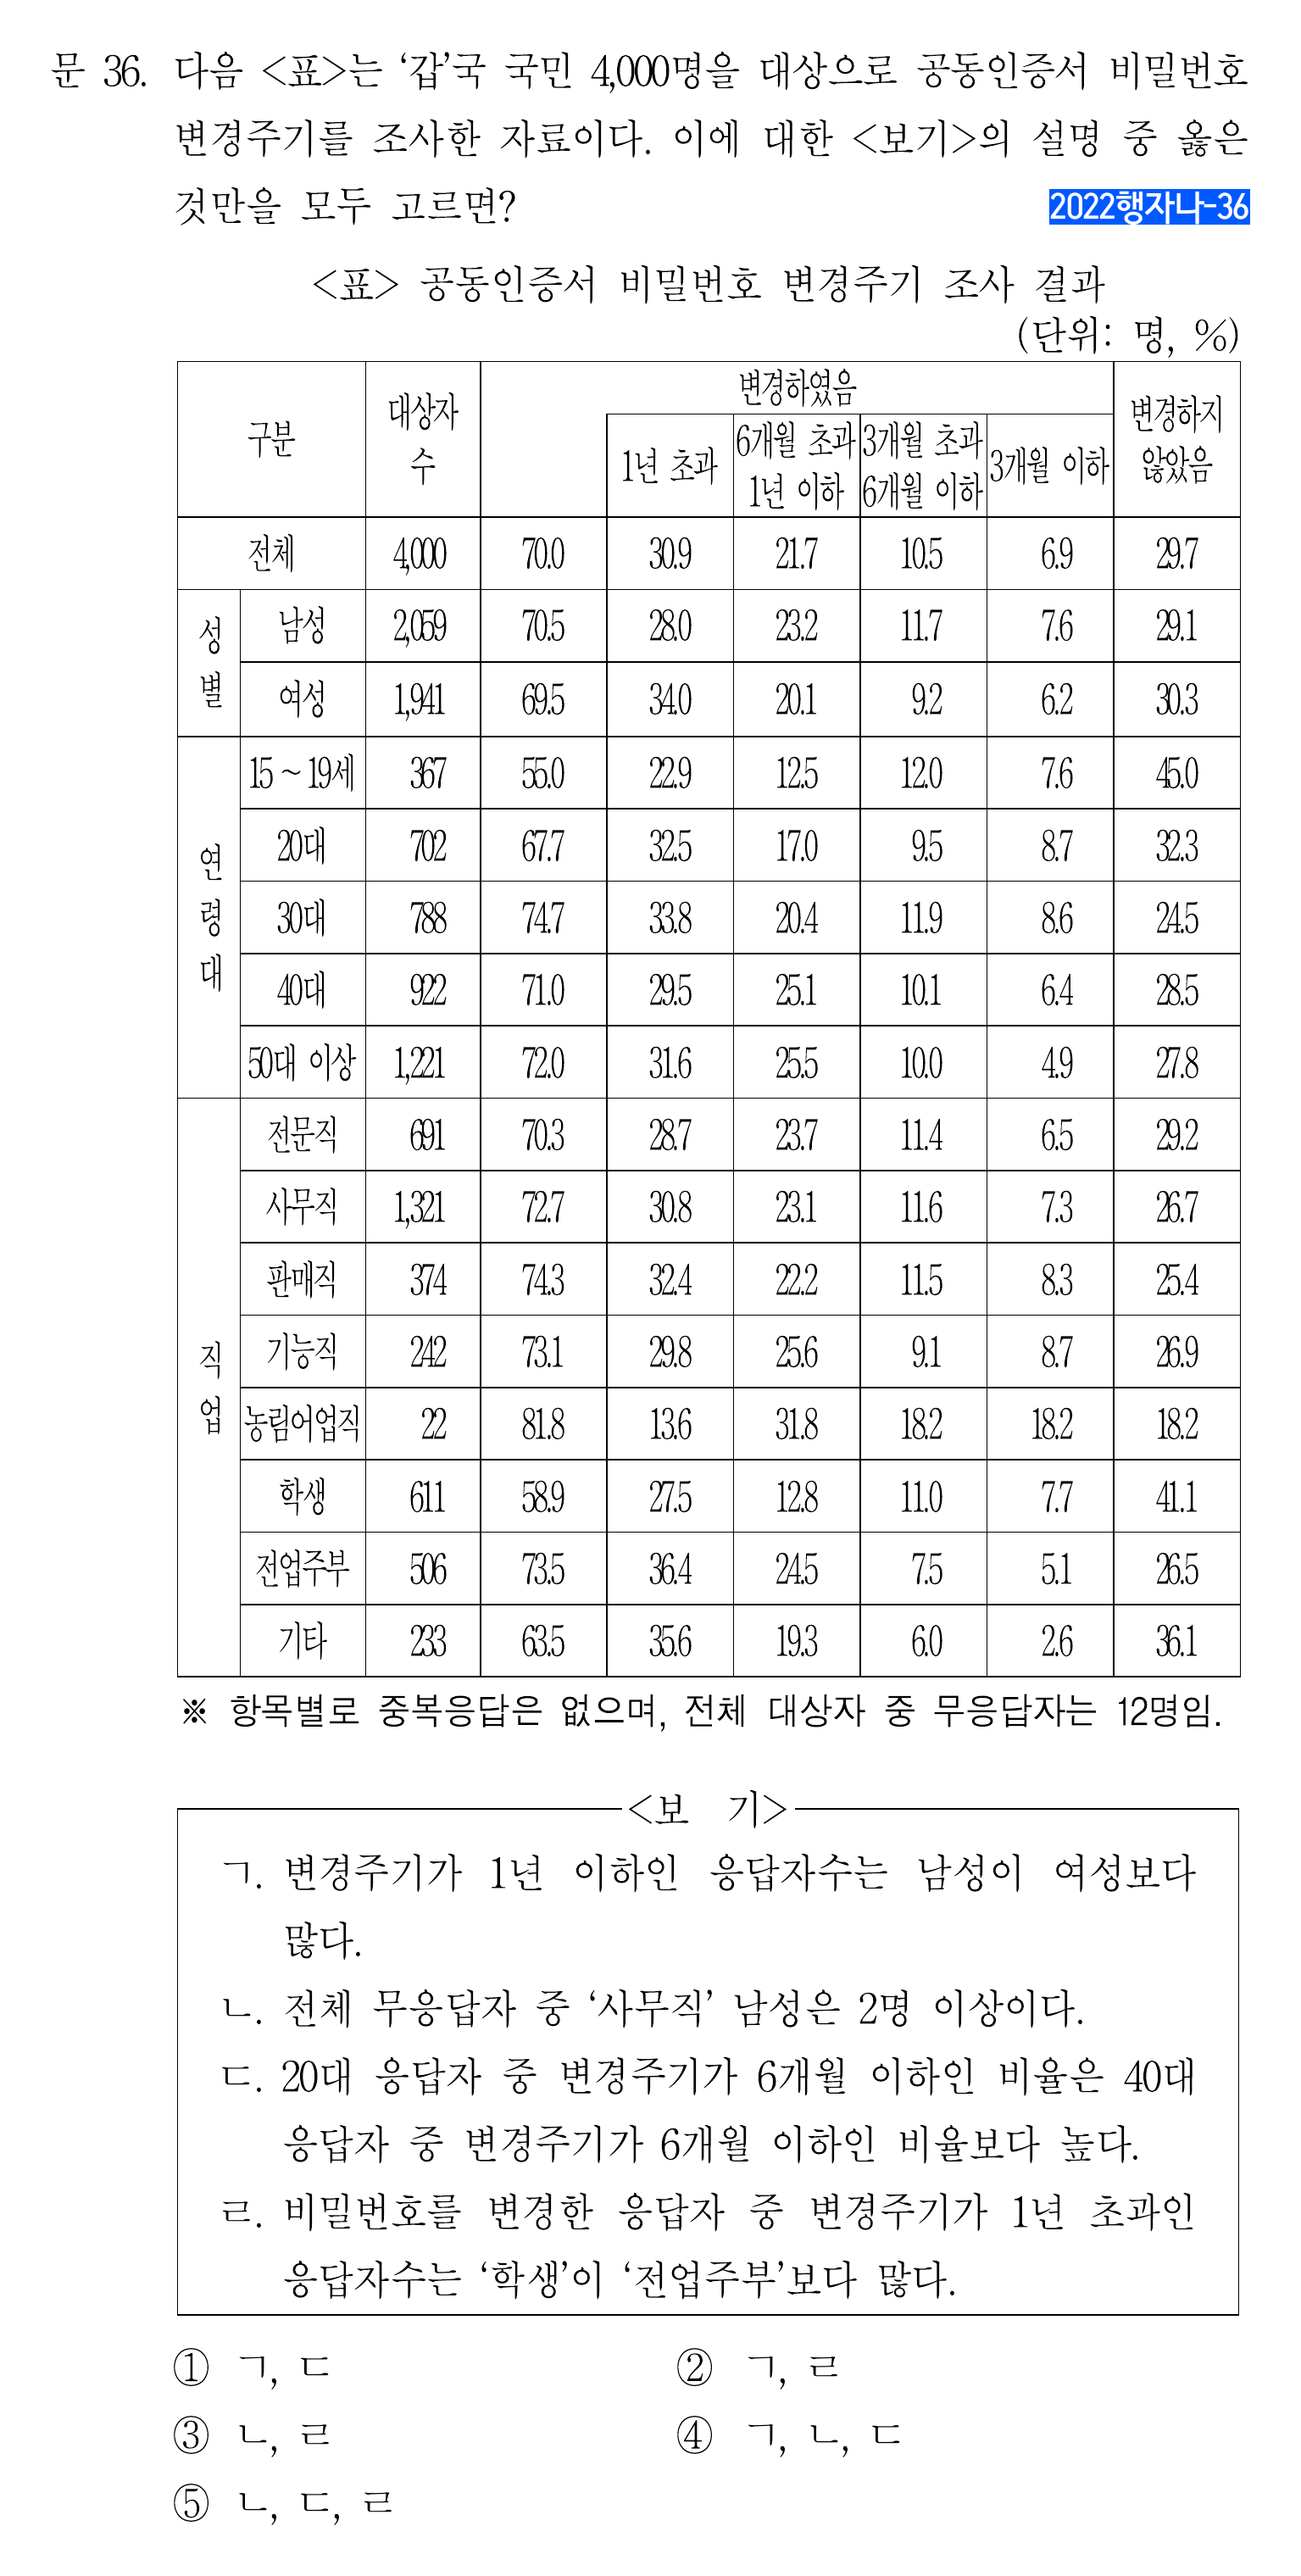 문 36. 다음 <표>는 ‘갑’국 국민 4,000명을 대상으로 공동인증서 비밀번호
변경주기를 조사한 자료이다. 이에 대한 <보기>의 설명 중 옳은
것만을 모두 고르면?
2022행자나-36
<표> 공동인증서 비밀번호 변경주기 조사 결과
(단위: 명, %)
구분 대상자 수 변경하였음 변경하지 않았음
1년 초과 6개월 초과 1년 이하 3개월 초과 6개월 이하 3개월 이하
전체 4,000 70.0 30.9 21.7 10.5 6.9 29.7
성별 남성 2,059 70.5 28.0 23.2 11.7 7.6 29.1
여성 1,941 69.5 34.0 20.1 9.2 6.2 30.3
연령대 15~19세 367 55.0 22.9 12.5 12.0 7.6 45.0
20대 702 67.7 32.5 17.0 9.5 8.7 32.3
30대 788 74.7 33.8 20.4 11.9 8.6 24.5
40대 922 71.0 29.5 25.1 10.1 6.4 28.5
50대 이상 1,221 72.0 31.6 25.5 10.0 4.9 27.8
직업 전문직 691 70.3 28.7 23.7 11.4 6.5 29.2
사무직 1,321 72.7 30.8 23.1 11.6 7.3 26.7
판매직 374 74.3 32.4 22.2 11.5 8.3 25.4
기능직 242 73.1 29.8 25.6 9.1 8.7 26.9
농림어업직 22 81.8 13.6 31.8 18.2 18.2 18.2
학생 611 58.9 27.5 12.8 11.0 7.7 41.1
전업주부 506 73.5 36.4 24.5 7.5 5.1 26.5
기타 233 63.5 35.6 19.3 6.0 2.6 36.1
※ 항목별로 중복응답은 없으며, 전체 대상자 중 무응답자는 12명임.
<보 기>
ㄱ. 변경주기가 1년 이하인 응답자수는 남성이 여성보다
많다.
ㄴ. 전체 무응답자 중 ‘사무직’ 남성은 2명 이상이다.
ㄷ. 20대 응답자 중 변경주기가 6개월 이하인 비율은 40대
응답자 중 변경주기가 6개월 이하인 비율보다 높다.
ㄹ. 비밀번호를 변경한 응답자 중 변경주기가 1년 초과인
응답자수는 ‘학생’이 ‘전업주부’보다 많다.
① ㄱ, ㄷ ② ㄱ, ㄹ
③ ㄴ, ㄹ ④ ㄱ, ㄴ, ㄷ
⑤ ㄴ, ㄷ, ㄹ